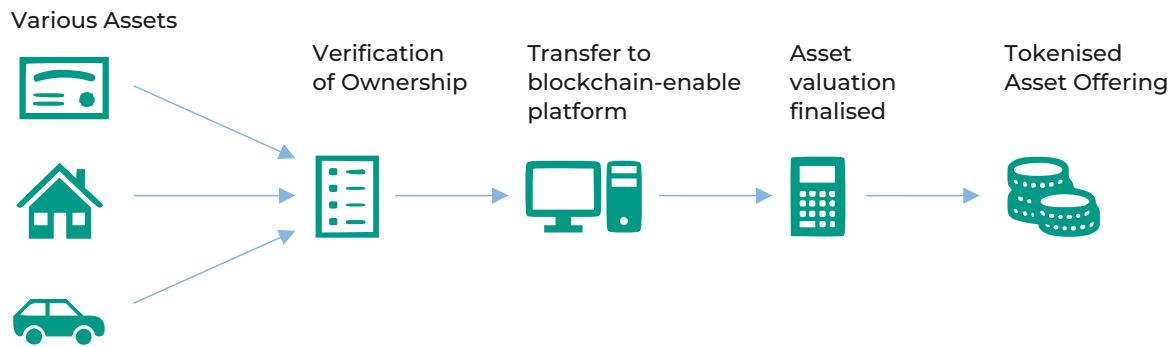 Various Assets
Verification
of Ownership
Transfer to
blockchain-enable
platform
Asset
valuation
finalised
Tokenised
Asset Offering